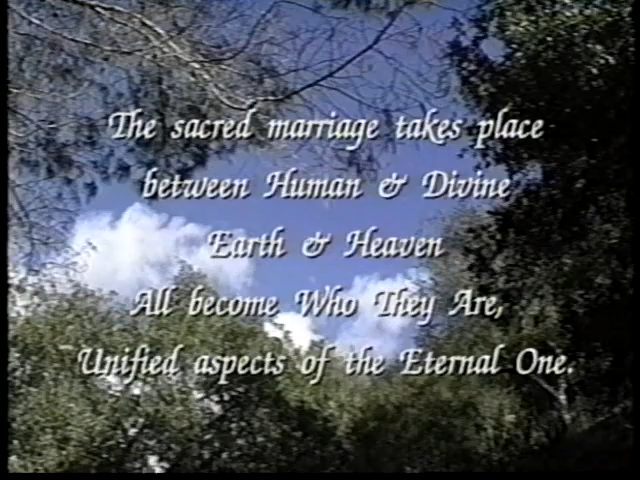 The sacred marriage takes place
between Human & Divine
Earth & Heaven
All become Who They Are,
Unified aspects of the Eternal One.